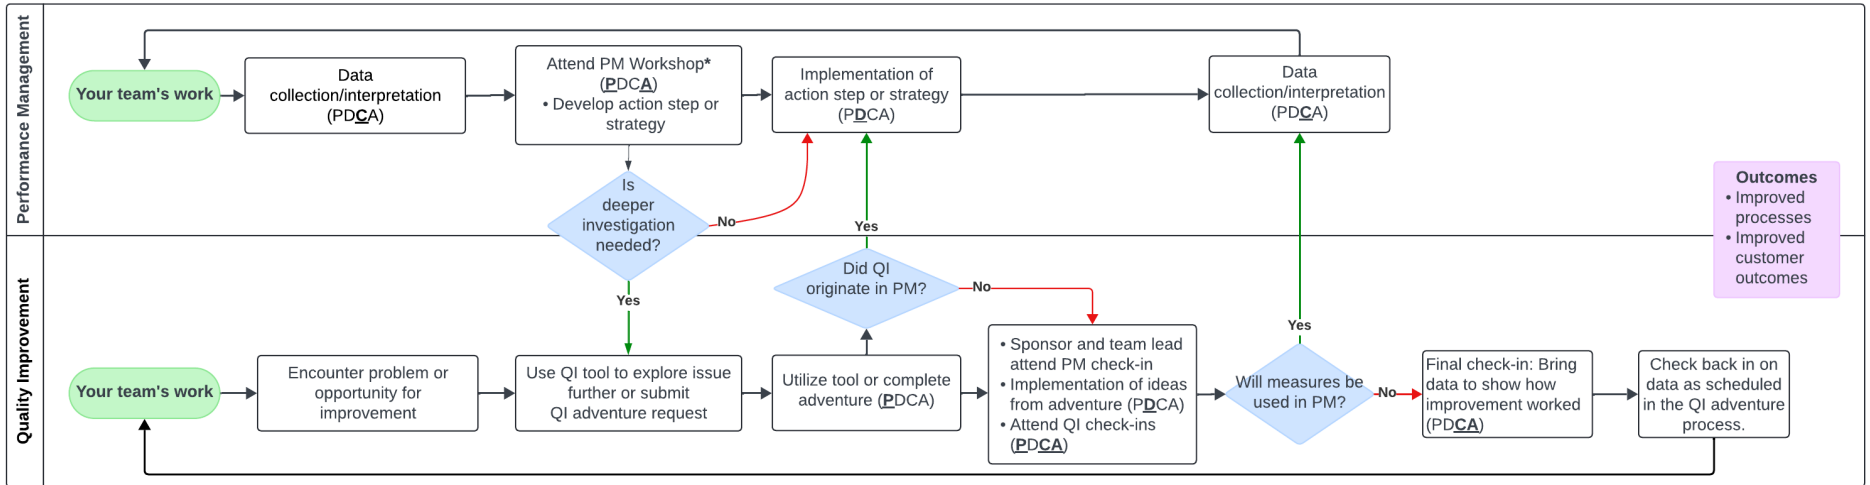 Performance Management
Your team's work
Data
collection/interpretation
(PDCA)
Attend PM Workshop*
(PDCA)
• Develop action step or
strategy
Implementation of
action step or strategy
(PDCA)
Data
collection/interpretation
(PDCA)
Is
deeper
investigation
needed?
No
Yes
Yes
Outcomes
• Improved
processes
• Improved
customer
outcomes
Quality Improvement
Your team's work
Encounter problem or
opportunity for
improvement
Use QI tool to explore issue
further or submit
QI adventure request
Utilize tool or complete
adventure (PDCA)
Did QI
originate in PM?
No
• Sponsor and team lead
attend PM check-in
• Implementation of ideas
from adventure (PDCA)
• Attend QI check-ins
(PDCA)
Will measures be
used in PM?
Yes
No
Final check-in: Bring
data to show how
improvement worked
(PDCA)
Check back in on
data as scheduled
in the QI adventure
process.